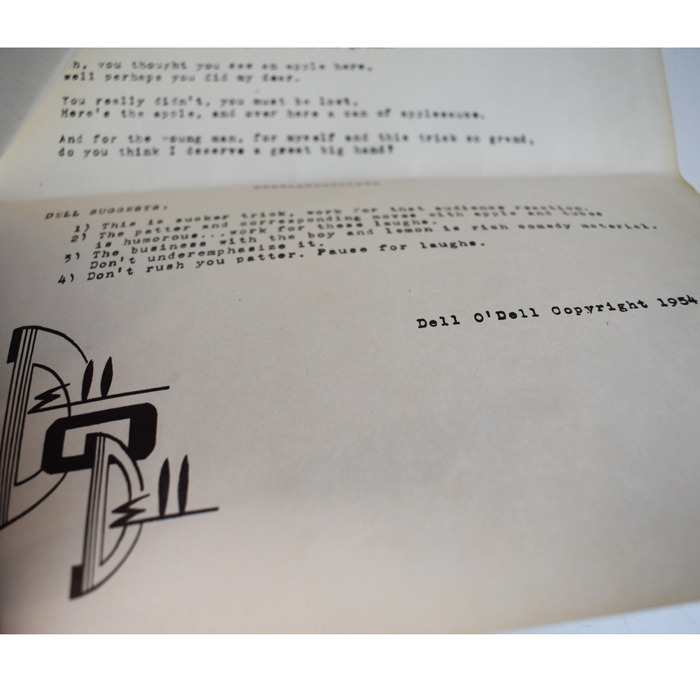 h, you thought you saw an apple here,
well perhaps you did my dear.
You really didn't, you must be lost,
Here's the apple, and over here a can of applesauce.
And for the young man, for myself and this trick so grand,
do you think I deserve a great big hand?
DELL SUGGESTS.
1) This is sucker trick, work for that audience reaction.
2) The patter and corresponding moves with apple and tubes
is humorous...work for these laughs.
3) The business with the boy and lemon is rich comedy material.
Don't underemphasize it.
4) Don't rush you patter. Pause for laughs.
Dell O'Dell Copyright 1954
Dell
O
Dell